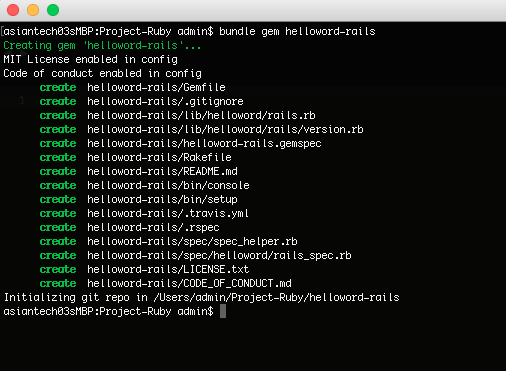 [asiantech03sMBP:Project-Ruby admin$ bundle gem helloword-rails
Creating gem 'helloword-rails'...
MIT License enabled in config
Code of conduct enabled in config
create helloword-rails/Gemfile
create helloword-rails/.gitignore
create helloword-rails/lib/helloword/rails.rb
create helloword-rails/lib/helloword/rails/version.rb
create helloword-rails/helloword-rails.gemspec
create helloword-rails/Rakefile
create helloword-rails/README.md
create helloword-rails/bin/console
create helloword-rails/bin/setup
create helloword-rails/.travis.yml
create helloword-rails/.rspec
create helloword-rails/spec/spec_helper.rb
create helloword-rails/spec/helloword/rails_spec.rb
create helloword-rails/LICENSE.txt
create helloword-rails/CODE_OF_CONDUCT.md
Initializing git repo in /Users/admin/Project-Ruby/helloword-rails
asiantech03sMBP:Project-Ruby admin$